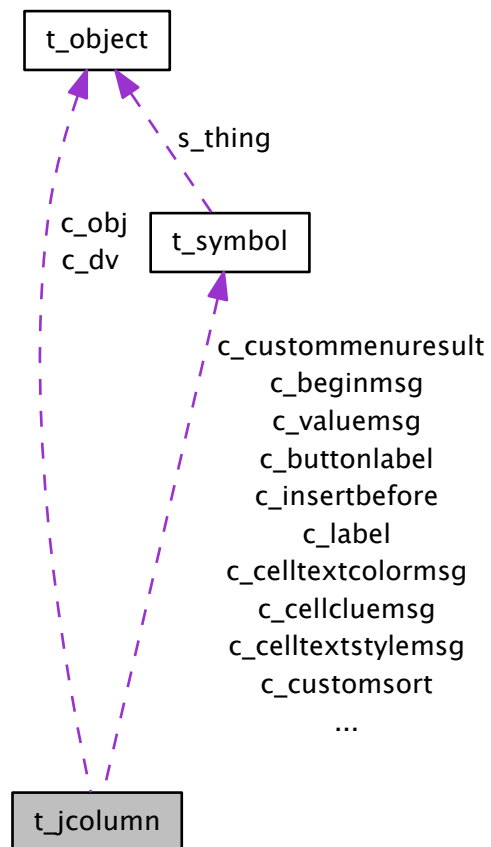 t_object
s_thing
c_obj
c_dv
t_symbol
c_custommenuresult
c_beginmsg
c_valuemsg
c_buttonlabel
c_insertbefore
c_label
c_celltextcolormsg
c_cellcluemsg
c_celltextstylemsg
c_customsort
...
t_jcolumn